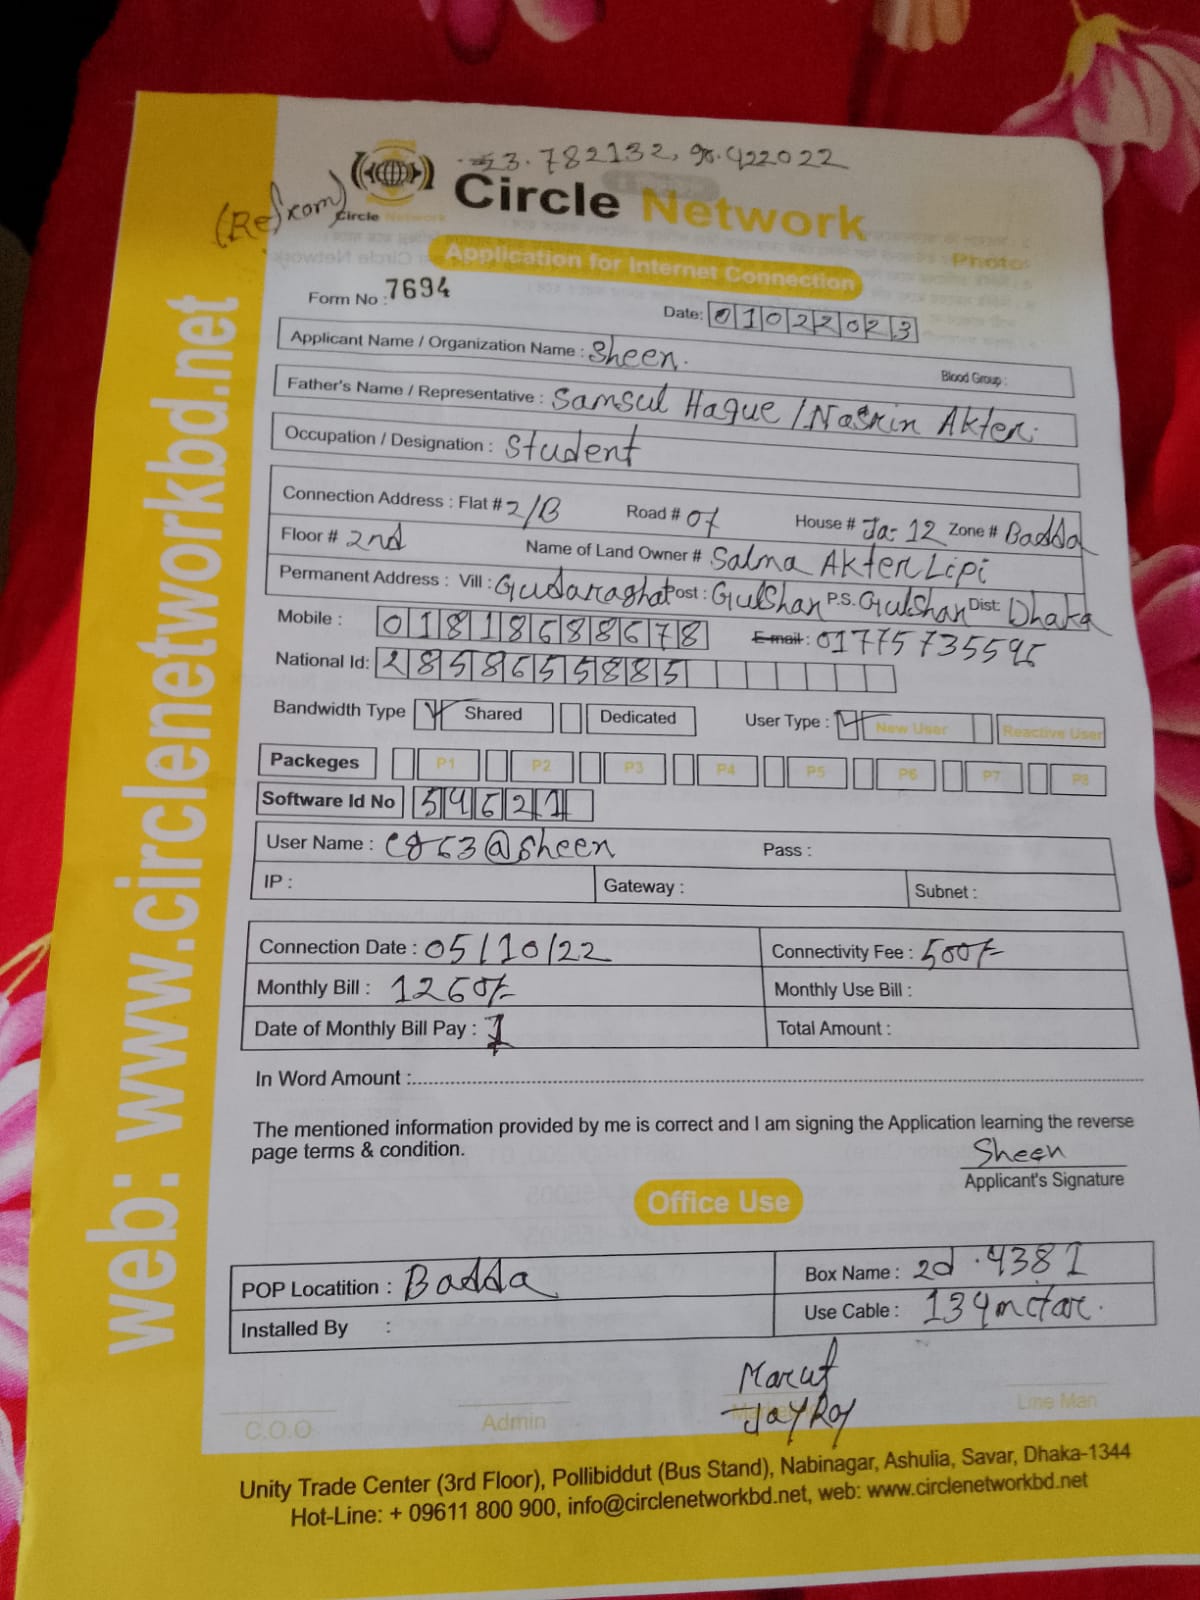 23.782132, 90.422022
(Refrom)
Circle Network
Circle Network
Application for Internet Connection
Photo
Form No : 7694
Date: 01022023
Applicant Name / Organization Name : Sheen.
Blood Group :
Father's Name / Representative : Samsul Haque / Nasrin Akter.
Occupation / Designation : Student
Connection Address : Flat # 2/B Road # 07 House # Ja-12 Zone # Badda
Floor # 2nd Name of Land Owner # Salma Akter Lipi
Permanent Address : Vill : Gudaraghat Post : Gulshan P.S. Gulshan Dist: Dhaka
Mobile : 01818688678 E-mail : 01775735595
National Id: 2858655885
Bandwidth Type Shared Dedicated User Type : New User Reactive User
Packeges P1 P2 P3 P4 P5 P6 P7 P8
Software Id No 54621
User Name : c863@sheen Pass :
IP : Gateway : Subnet :
Connection Date : 05/10/22 Connectivity Fee : 500/-
Monthly Bill : 1260/- Monthly Use Bill :
Date of Monthly Bill Pay : 1 Total Amount :
In Word Amount :
The mentioned information provided by me is correct and I am signing the Application learning the reverse
page terms & condition.
Sheen
Applicant's Signature
Office Use
POP Locatition : Badda Box Name : 2d.4381
Installed By : Use Cable : 134 metar.
Maruf
Jay Roy
C.O.O Admin Line Man
Unity Trade Center (3rd Floor), Pollibiddut (Bus Stand), Nabinagar, Ashulia, Savar, Dhaka-1344
Hot-Line: + 09611 800 900, info@circlenetworkbd.net, web: www.circlenetworkbd.net
web: www.circlenetworkbd.net